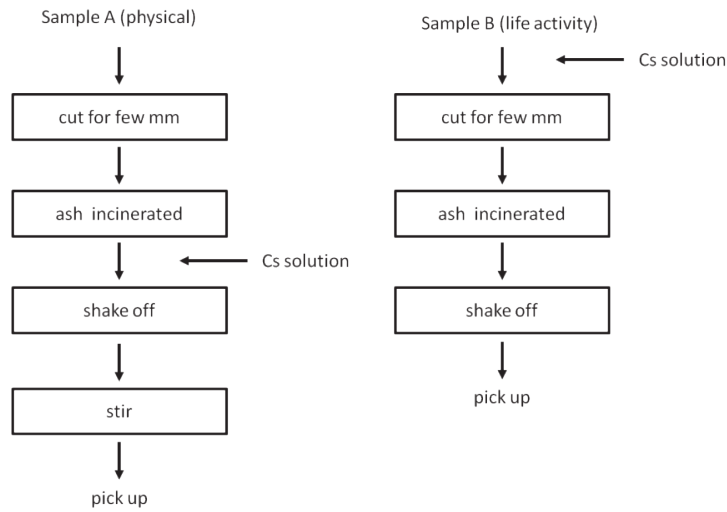 Sample A (physical)
cut for few mm
ash incinerated
Cs solution
shake off
stir
pick up
Sample B (life activity)
Cs solution
cut for few mm
ash incinerated
shake off
pick up